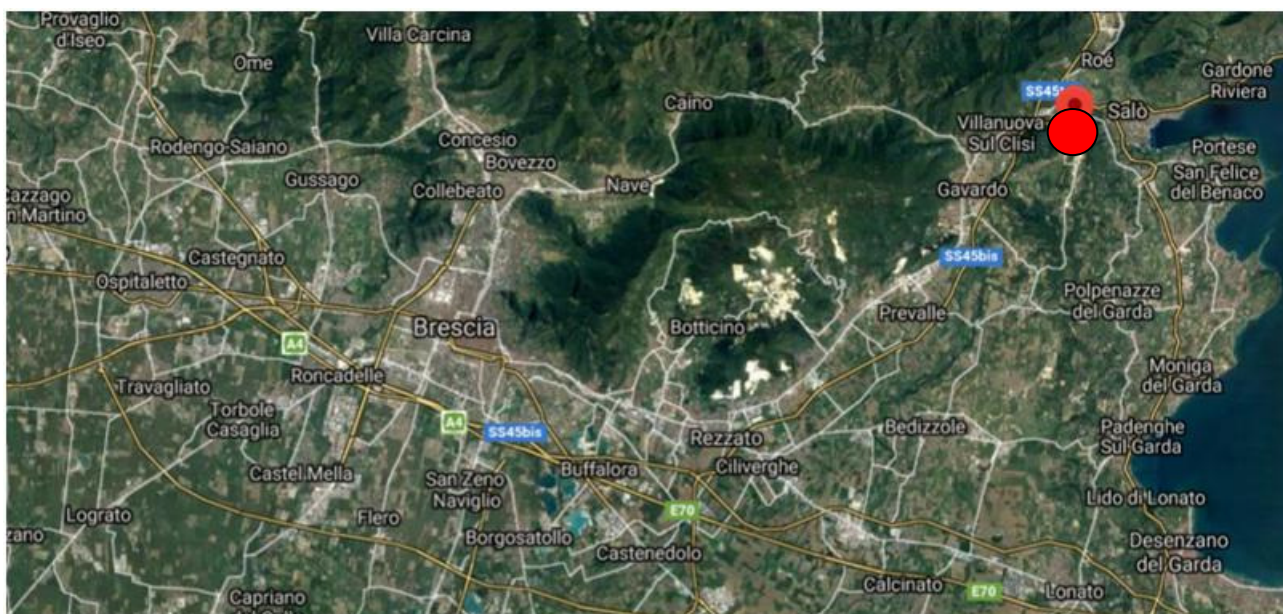 Provaglio
d'Iseo
Villa Carcina
Ome
Roé
Gardone
Riviera
SS45
Caino
Salò
Villanuova
Sul Clisi
Concesio
Bovezzo
Rodengo-Saiano
Portese
Gussago
Collebeato
Nave
San Felice
del Benaco
Gavardo
Cazzago
n Martino
Castegnato
SS45bis
Ospitaletto
Polpenazze
del Garda
Prevalle
Botticino
Brescia
A4
Moniga
del Garda
Roncadelle
Travagliato
Torbole
Casaglia
A4
SS45bis
Rezzato
Bedizzole
Padenghe
Sul Garda
Castel Mella
San Zeno
Naviglio
Buffalora
Ciliverghe
Lido di Lonato
Lograto
Flero
E70
Borgosatollo
Castenedolo
zano
Desenzano
del Garda
Calcinato
E70
Lonato
Capriano